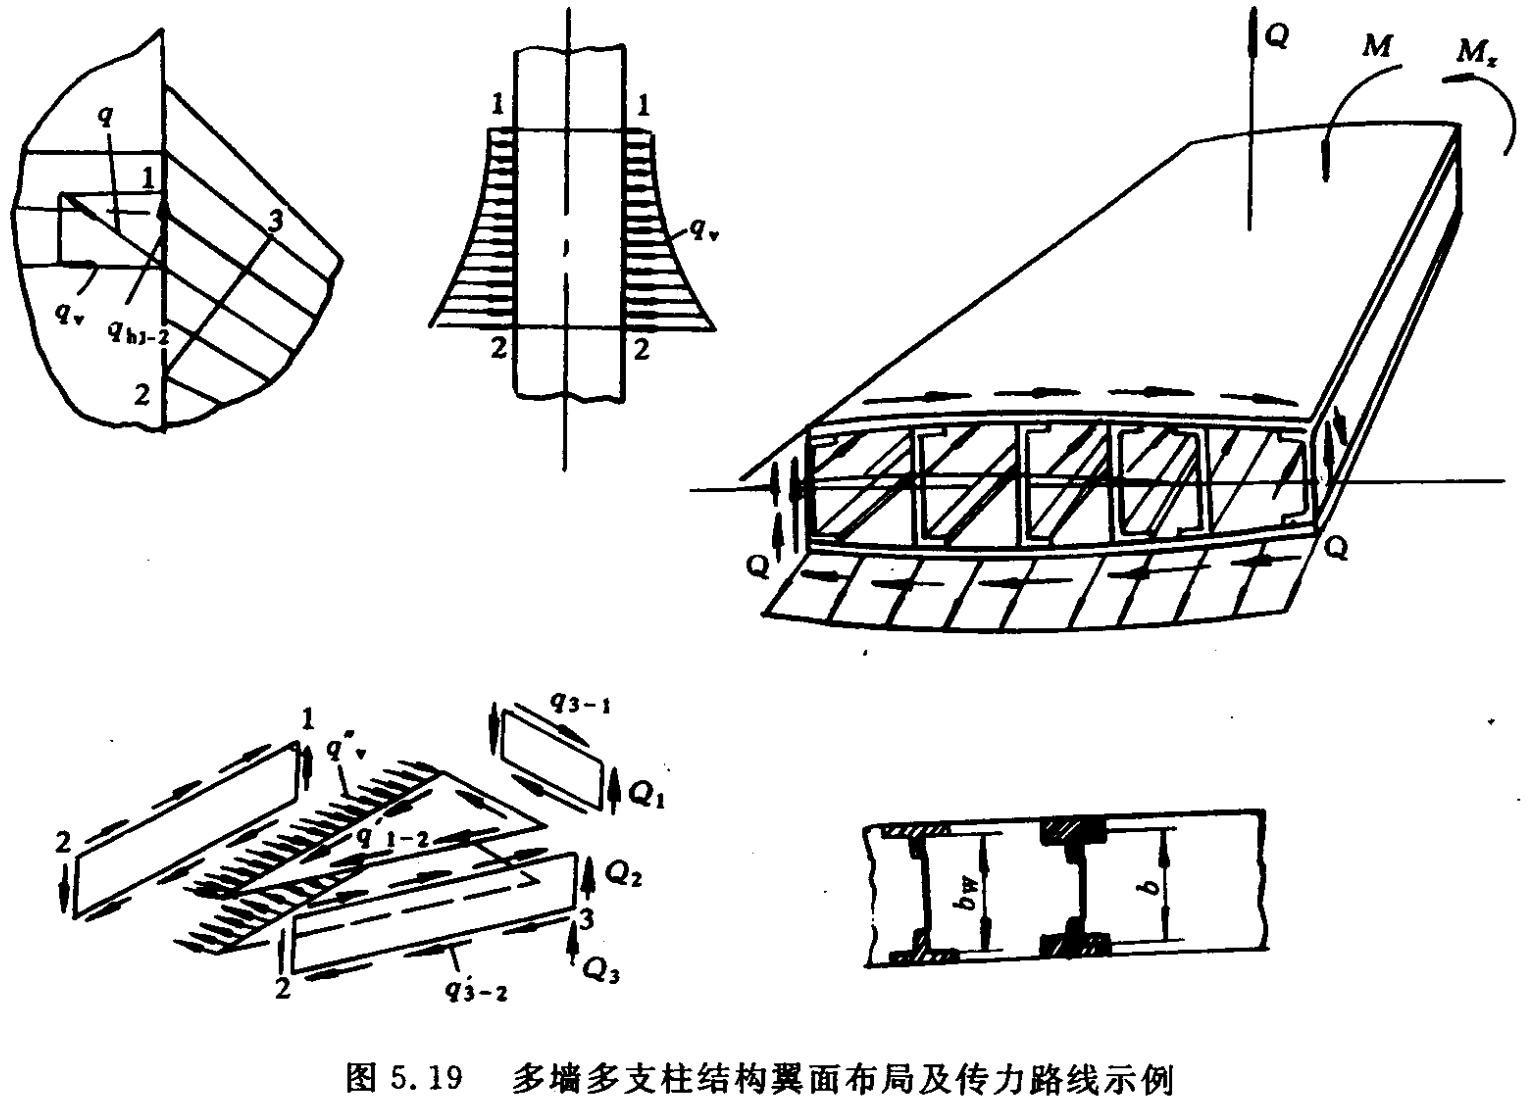 q
1
3
q_v
q_{h1-2}
2
1
1
q_v
2
2
Q
M
M_z
Q
Q
1
q″_v
2
q′_{1-2}
q_{3-1}
Q_1
Q_2
3
Q_3
2
q′_{3-2}
b_W
b
图 5.19 多墙多支柱结构翼面布局及传力路线示例